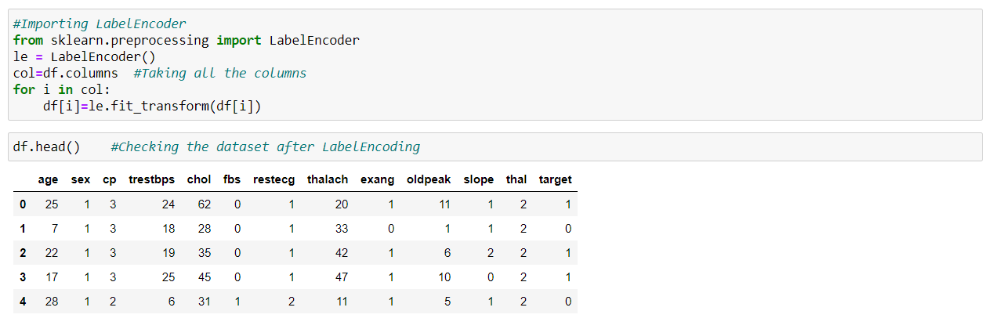 #Importing LabelEncoder
from sklearn.preprocessing import LabelEncoder
le = LabelEncoder()
col=df.columns  #Taking all the columns
for i in col:
    df[i]=le.fit_transform(df[i])
df.head()    #Checking the dataset after LabelEncoding
age sex cp trestbps chol fbs restecg thalach exang oldpeak slope thal target
0 25 1 3 24 62 0 1 20 1 11 1 2 1
1 7 1 3 18 28 0 1 33 0 1 1 2 0
2 22 1 3 19 35 0 1 42 1 6 2 2 1
3 17 1 3 25 45 0 1 47 1 10 0 2 1
4 28 1 2 6 31 1 2 11 1 5 1 2 0